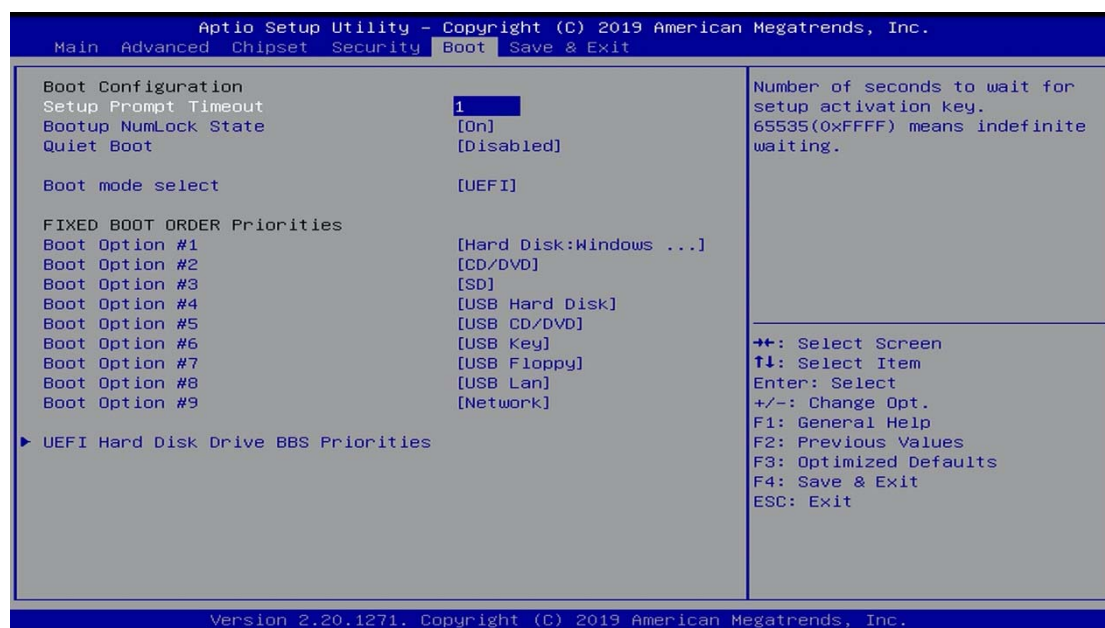 Aptio Setup Utility – Copyright (C) 2019 American Megatrends, Inc.
Main Advanced Chipset Security Boot Save & Exit
Boot Configuration
Setup Prompt Timeout 1
Bootup NumLock State [On]
Quiet Boot [Disabled]
Boot mode select [UEFI]
FIXED BOOT ORDER Priorities
Boot Option #1 [Hard Disk:Windows ...]
Boot Option #2 [CD/DVD]
Boot Option #3 [SD]
Boot Option #4 [USB Hard Disk]
Boot Option #5 [USB CD/DVD]
Boot Option #6 [USB Key]
Boot Option #7 [USB Floppy]
Boot Option #8 [USB Lan]
Boot Option #9 [Network]
▶ UEFI Hard Disk Drive BBS Priorities
Number of seconds to wait for
setup activation key.
65535(0xFFFF) means indefinite
waiting.
→←: Select Screen
↑↓: Select Item
Enter: Select
+/-: Change Opt.
F1: General Help
F2: Previous Values
F3: Optimized Defaults
F4: Save & Exit
ESC: Exit
Version 2.20.1271. Copyright (C) 2019 American Megatrends, Inc.